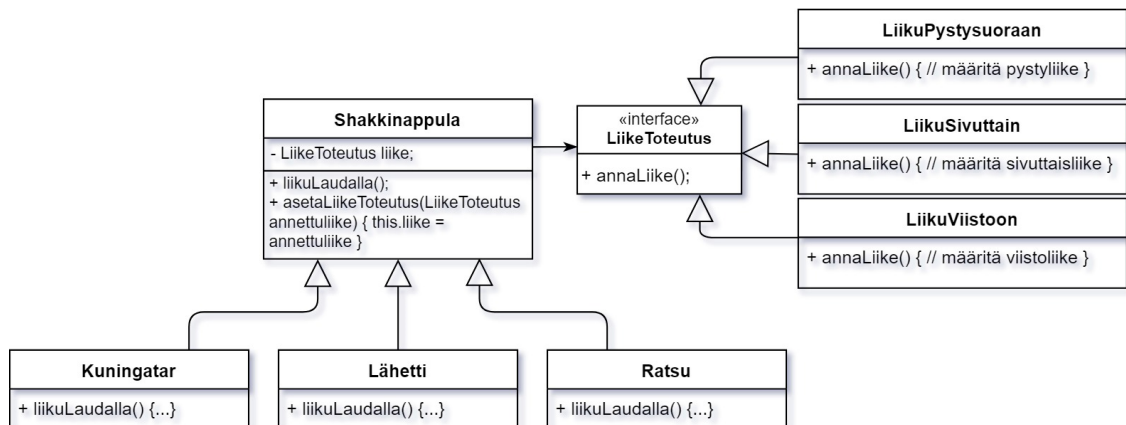 Shakkinappula
- LiikeToteutus liike;
+ liikuLaudalla();
+ asetaLiikeToteutus(LiikeToteutus
annettuliike) { this.liike =
annettuliike }
«interface»
LiikeToteutus
+ annaLiike();
LiikuPystysuoraan
+ annaLiike() { // määritä pystyliike }
LiikuSivuttain
+ annaLiike() { // määritä sivuttaisliike }
LiikuViistoon
+ annaLiike() { // määritä viistoliike }
Kuningatar
+ liikuLaudalla() {...}
Lähetti
+ liikuLaudalla() {...}
Ratsu
+ liikuLaudalla() {...}